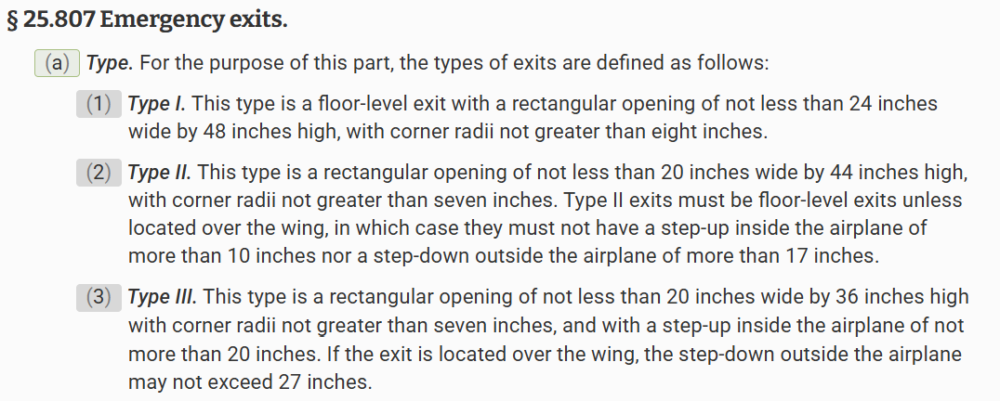 § 25.807 Emergency exits.
(a) Type. For the purpose of this part, the types of exits are defined as follows:
(1) Type I. This type is a floor-level exit with a rectangular opening of not less than 24 inches
wide by 48 inches high, with corner radii not greater than eight inches.
(2) Type II. This type is a rectangular opening of not less than 20 inches wide by 44 inches high,
with corner radii not greater than seven inches. Type II exits must be floor-level exits unless
located over the wing, in which case they must not have a step-up inside the airplane of
more than 10 inches nor a step-down outside the airplane of more than 17 inches.
(3) Type III. This type is a rectangular opening of not less than 20 inches wide by 36 inches high
with corner radii not greater than seven inches, and with a step-up inside the airplane of not
more than 20 inches. If the exit is located over the wing, the step-down outside the airplane
may not exceed 27 inches.